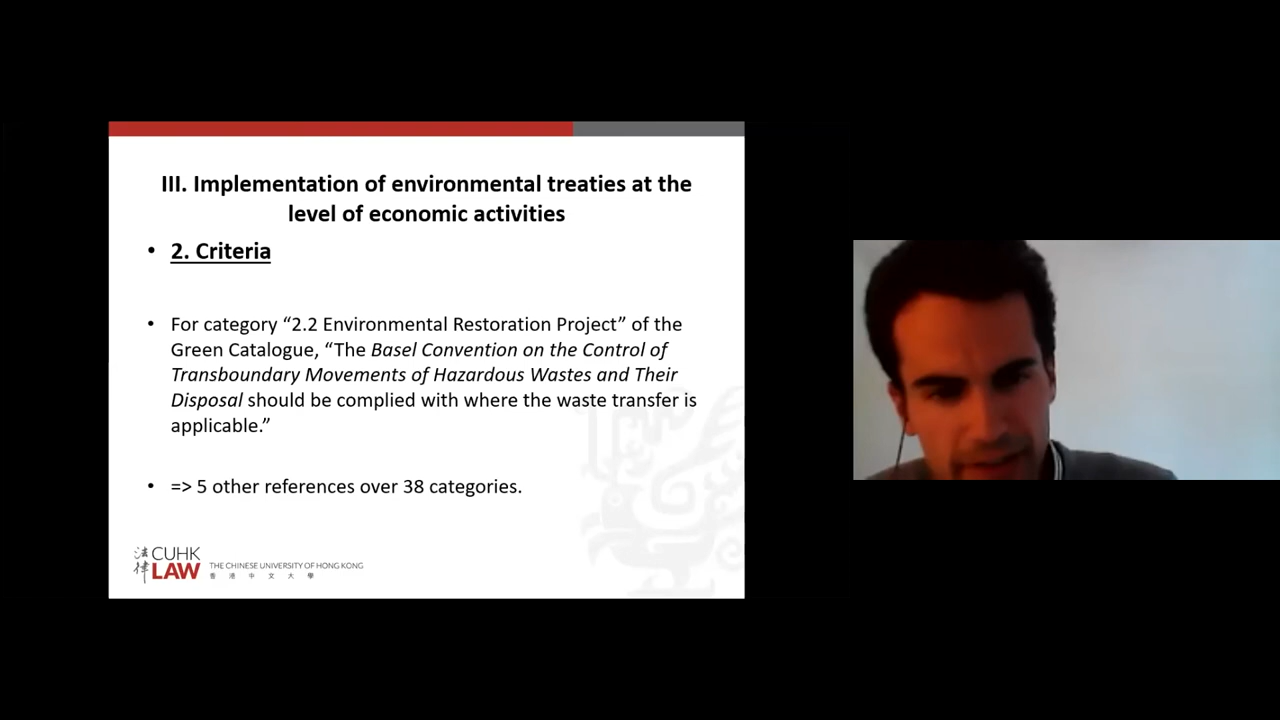 III. Implementation of environmental treaties at the
level of economic activities
• 2. Criteria
• For category “2.2 Environmental Restoration Project” of the
Green Catalogue, “The Basel Convention on the Control of
Transboundary Movements of Hazardous Wastes and Their
Disposal should be complied with where the waste transfer is
applicable.”
• => 5 other references over 38 categories.
法律 CUHK LAW
THE CHINESE UNIVERSITY OF HONG KONG
香港中文大學